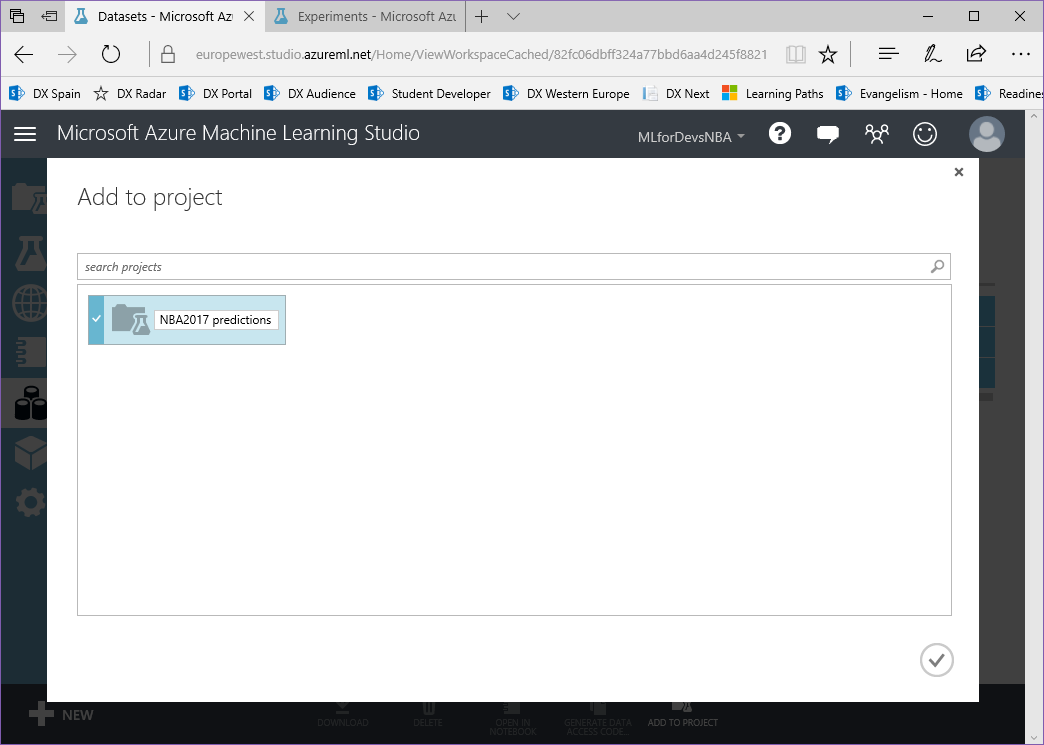 Datasets - Microsoft Az
Experiments - Microsoft Azu
europewest.studio.azureml.net/Home/ViewWorkspaceCached/82fc06dbff324a77bbd6aa4d245f8821
DX Spain DX Radar DX Portal DX Audience Student Developer DX Western Europe DX Next Learning Paths Evangelism - Home Readines
Microsoft Azure Machine Learning Studio
MLforDevsNBA
Add to project
search projects
NBA2017 predictions
NEW
DOWNLOAD
DELETE
OPEN IN
NOTEBOOK
GENERATE DATA
ACCESS CODE...
ADD TO PROJECT